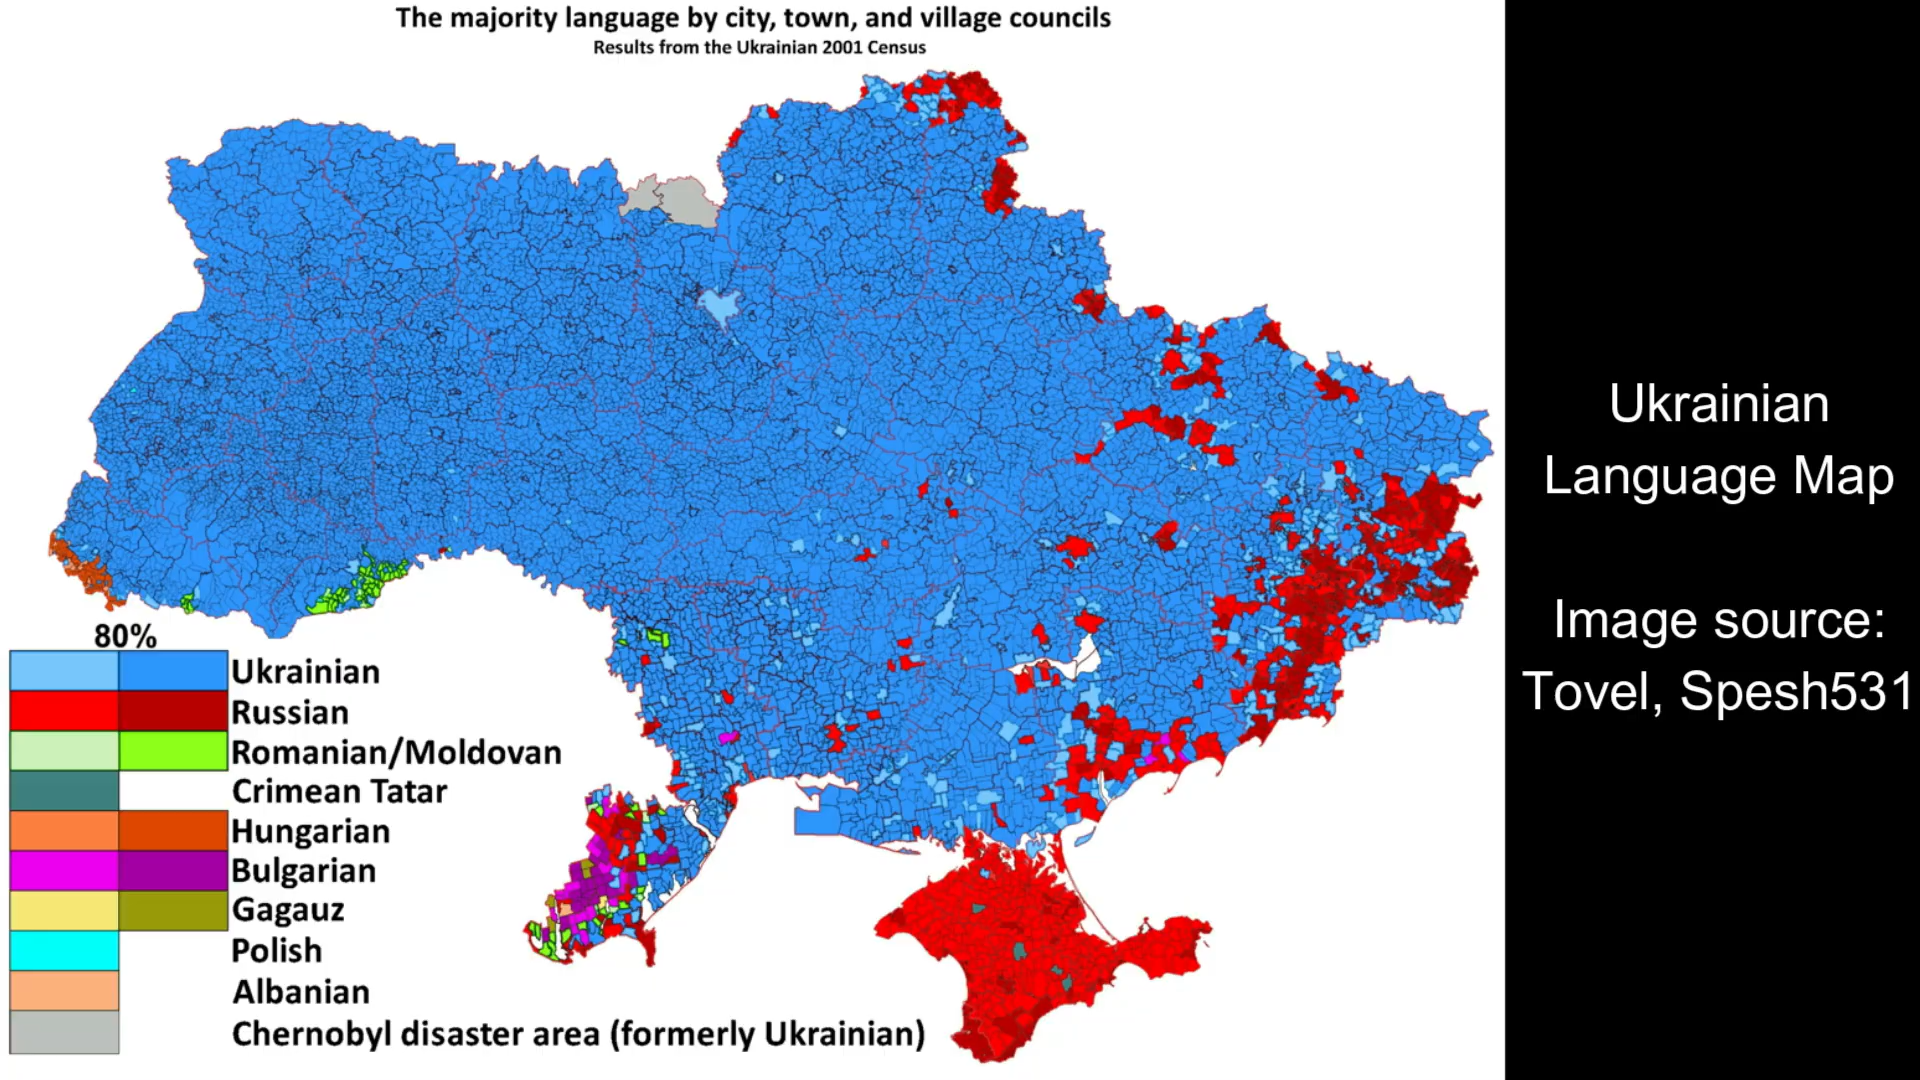 The majority language by city, town, and village councils
Results from the Ukrainian 2001 Census
80%
Ukrainian
Russian
Romanian/Moldovan
Crimean Tatar
Hungarian
Bulgarian
Gagauz
Polish
Albanian
Chernobyl disaster area (formerly Ukrainian)
Ukrainian
Language Map
Image source:
Tovel, Spesh531